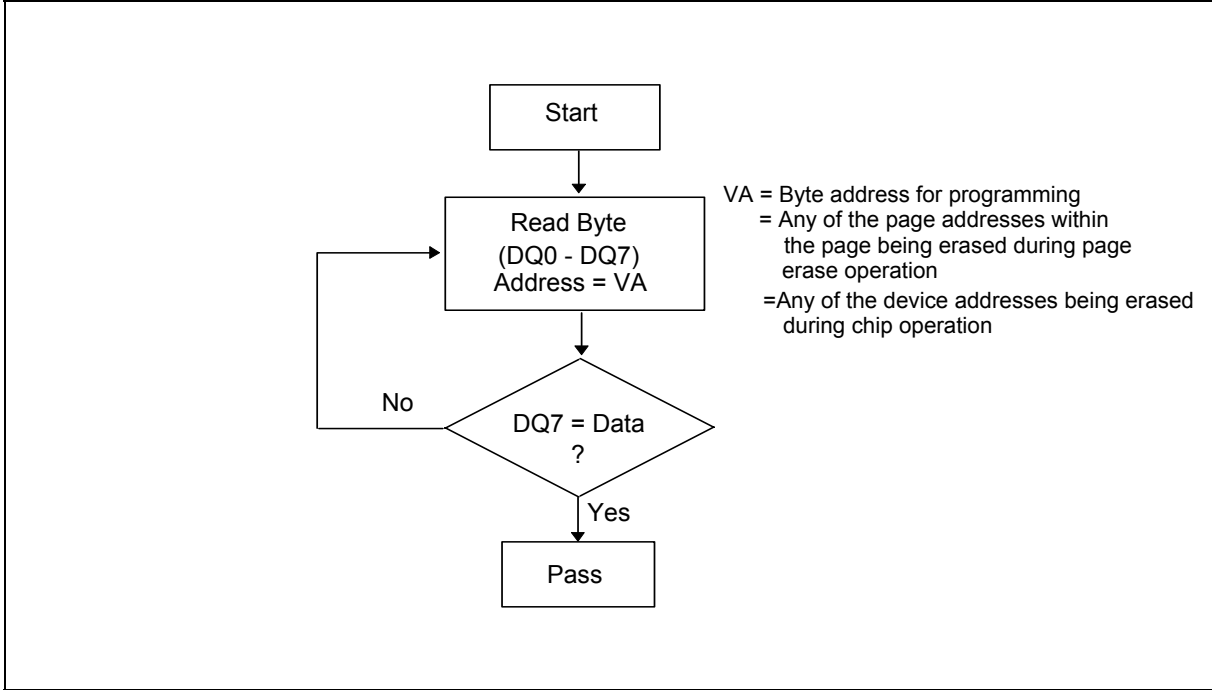 Start
Read Byte
(DQ0 - DQ7)
Address = VA
VA = Byte address for programming
= Any of the page addresses within
the page being erased during page
erase operation
=Any of the device addresses being erased
during chip operation
No
DQ7 = Data
?
Yes
Pass